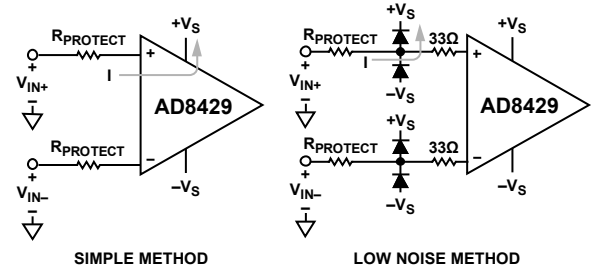 +VS
RPROTECT
+
I
VIN+
+
–
AD8429
RPROTECT
–
+
VIN–
–
–VS
SIMPLE METHOD
+VS
RPROTECT
33Ω
+
I
VIN+
+
–
–VS
+VS
AD8429
+VS
RPROTECT
33Ω
–
+
VIN–
–
–VS
–VS
LOW NOISE METHOD